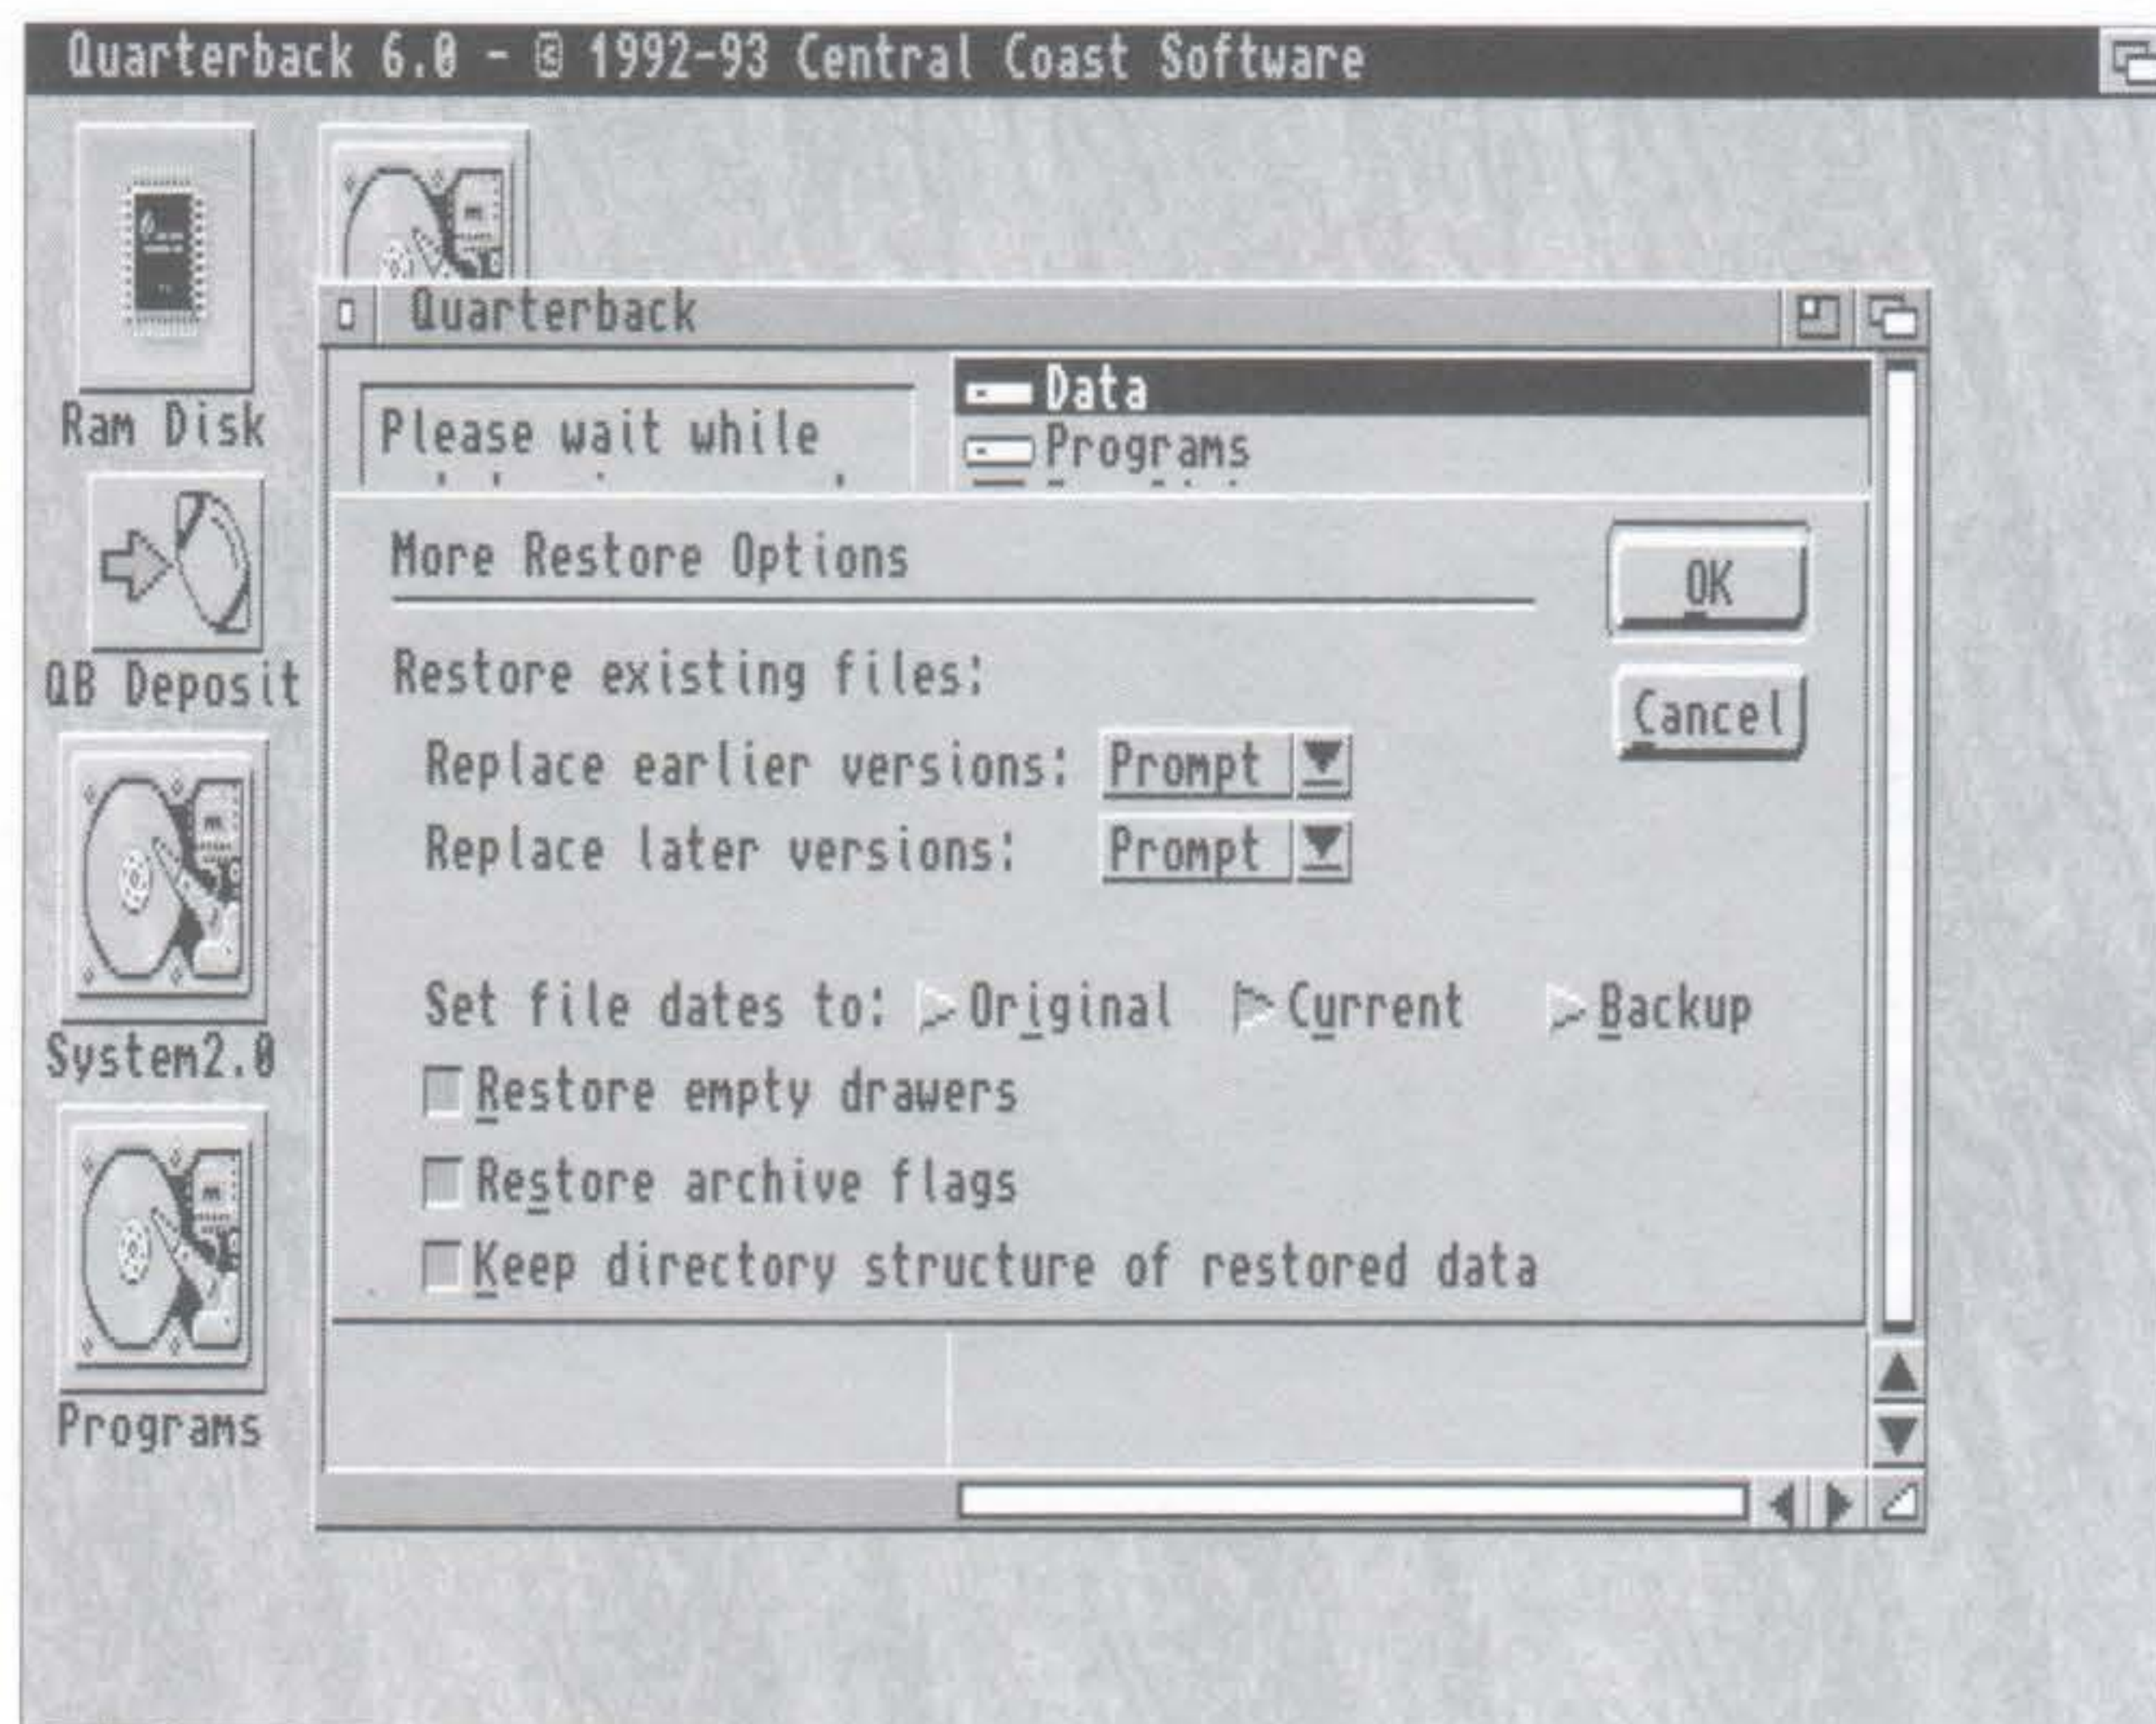 Quarterback 6.0 - © 1992-93 Central Coast Software
Ram Disk
QB Deposit
System2.0
Programs
Quarterback
Please wait while
Data
Programs
More Restore Options
OK
Cancel
Restore existing files:
Replace earlier versions: Prompt
Replace later versions: Prompt
Set file dates to: Original Current Backup
Restore empty drawers
Restore archive flags
Keep directory structure of restored data